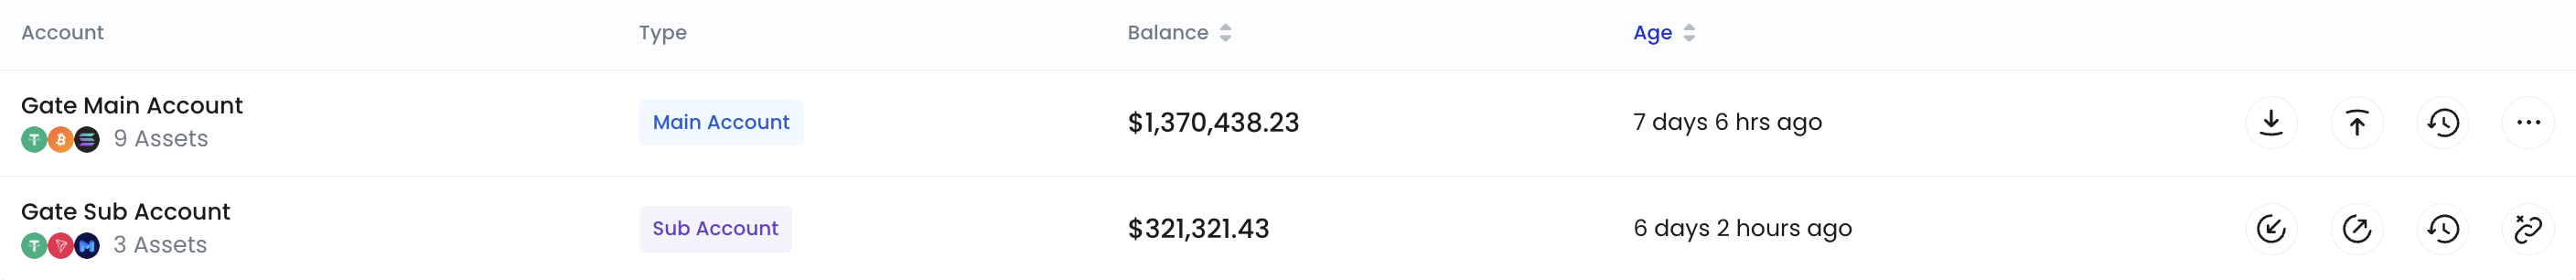 Account Type Balance Age
Gate Main Account
9 Assets
Main Account
$1,370,438.23
7 days 6 hrs ago
Gate Sub Account
3 Assets
Sub Account
$321,321.43
6 days 2 hours ago